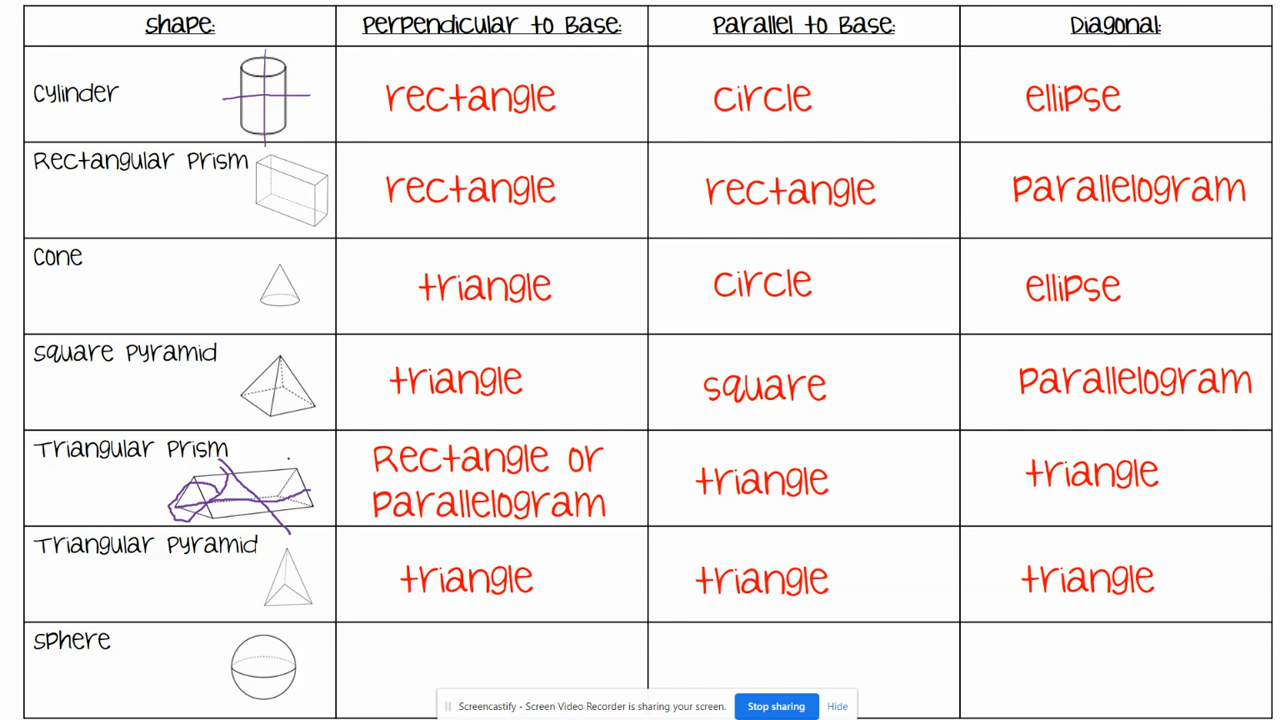 Shape: Perpendicular to Base: Parallel to Base: Diagonal:
Cylinder rectangle circle ellipse
Rectangular Prism rectangle rectangle parallelogram
Cone triangle circle ellipse
Square Pyramid triangle square parallelogram
Triangular Prism Rectangle or parallelogram triangle triangle
Triangular Pyramid triangle triangle triangle
Sphere
Screencastify - Screen Video Recorder is sharing your screen. Stop sharing Hide